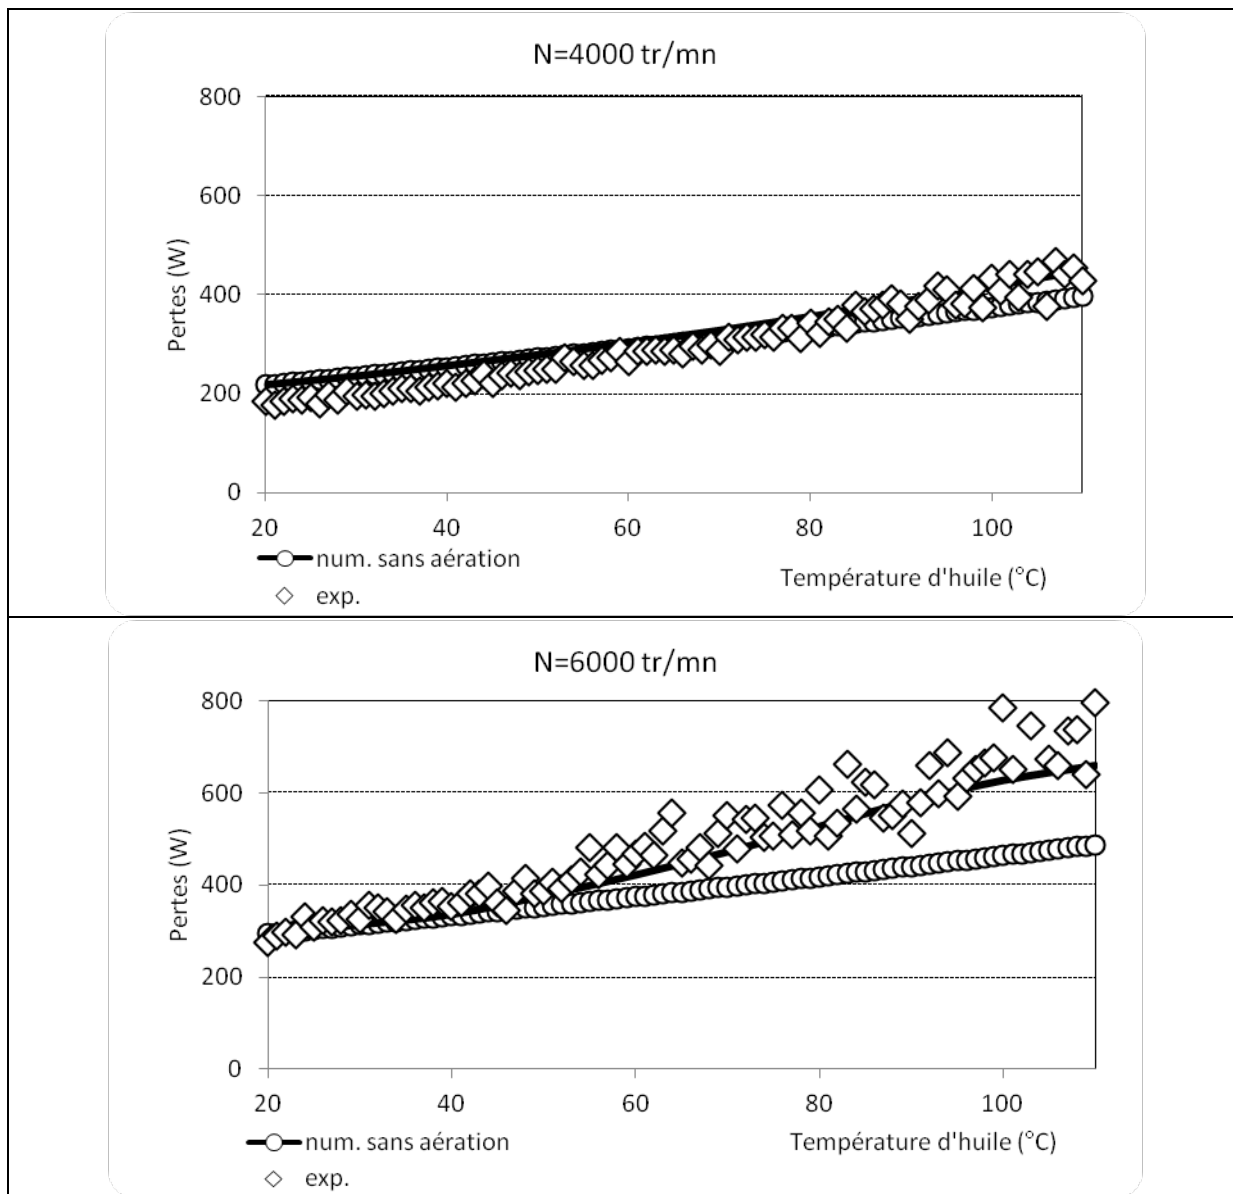 N=4000 tr/mn
800
600
400
200
0
Pertes (W)
20 40 60 80 100
num. sans aération
Température d'huile (°C)
exp.
N=6000 tr/mn
800
600
400
200
0
Pertes (W)
20 40 60 80 100
num. sans aération
Température d'huile (°C)
exp.